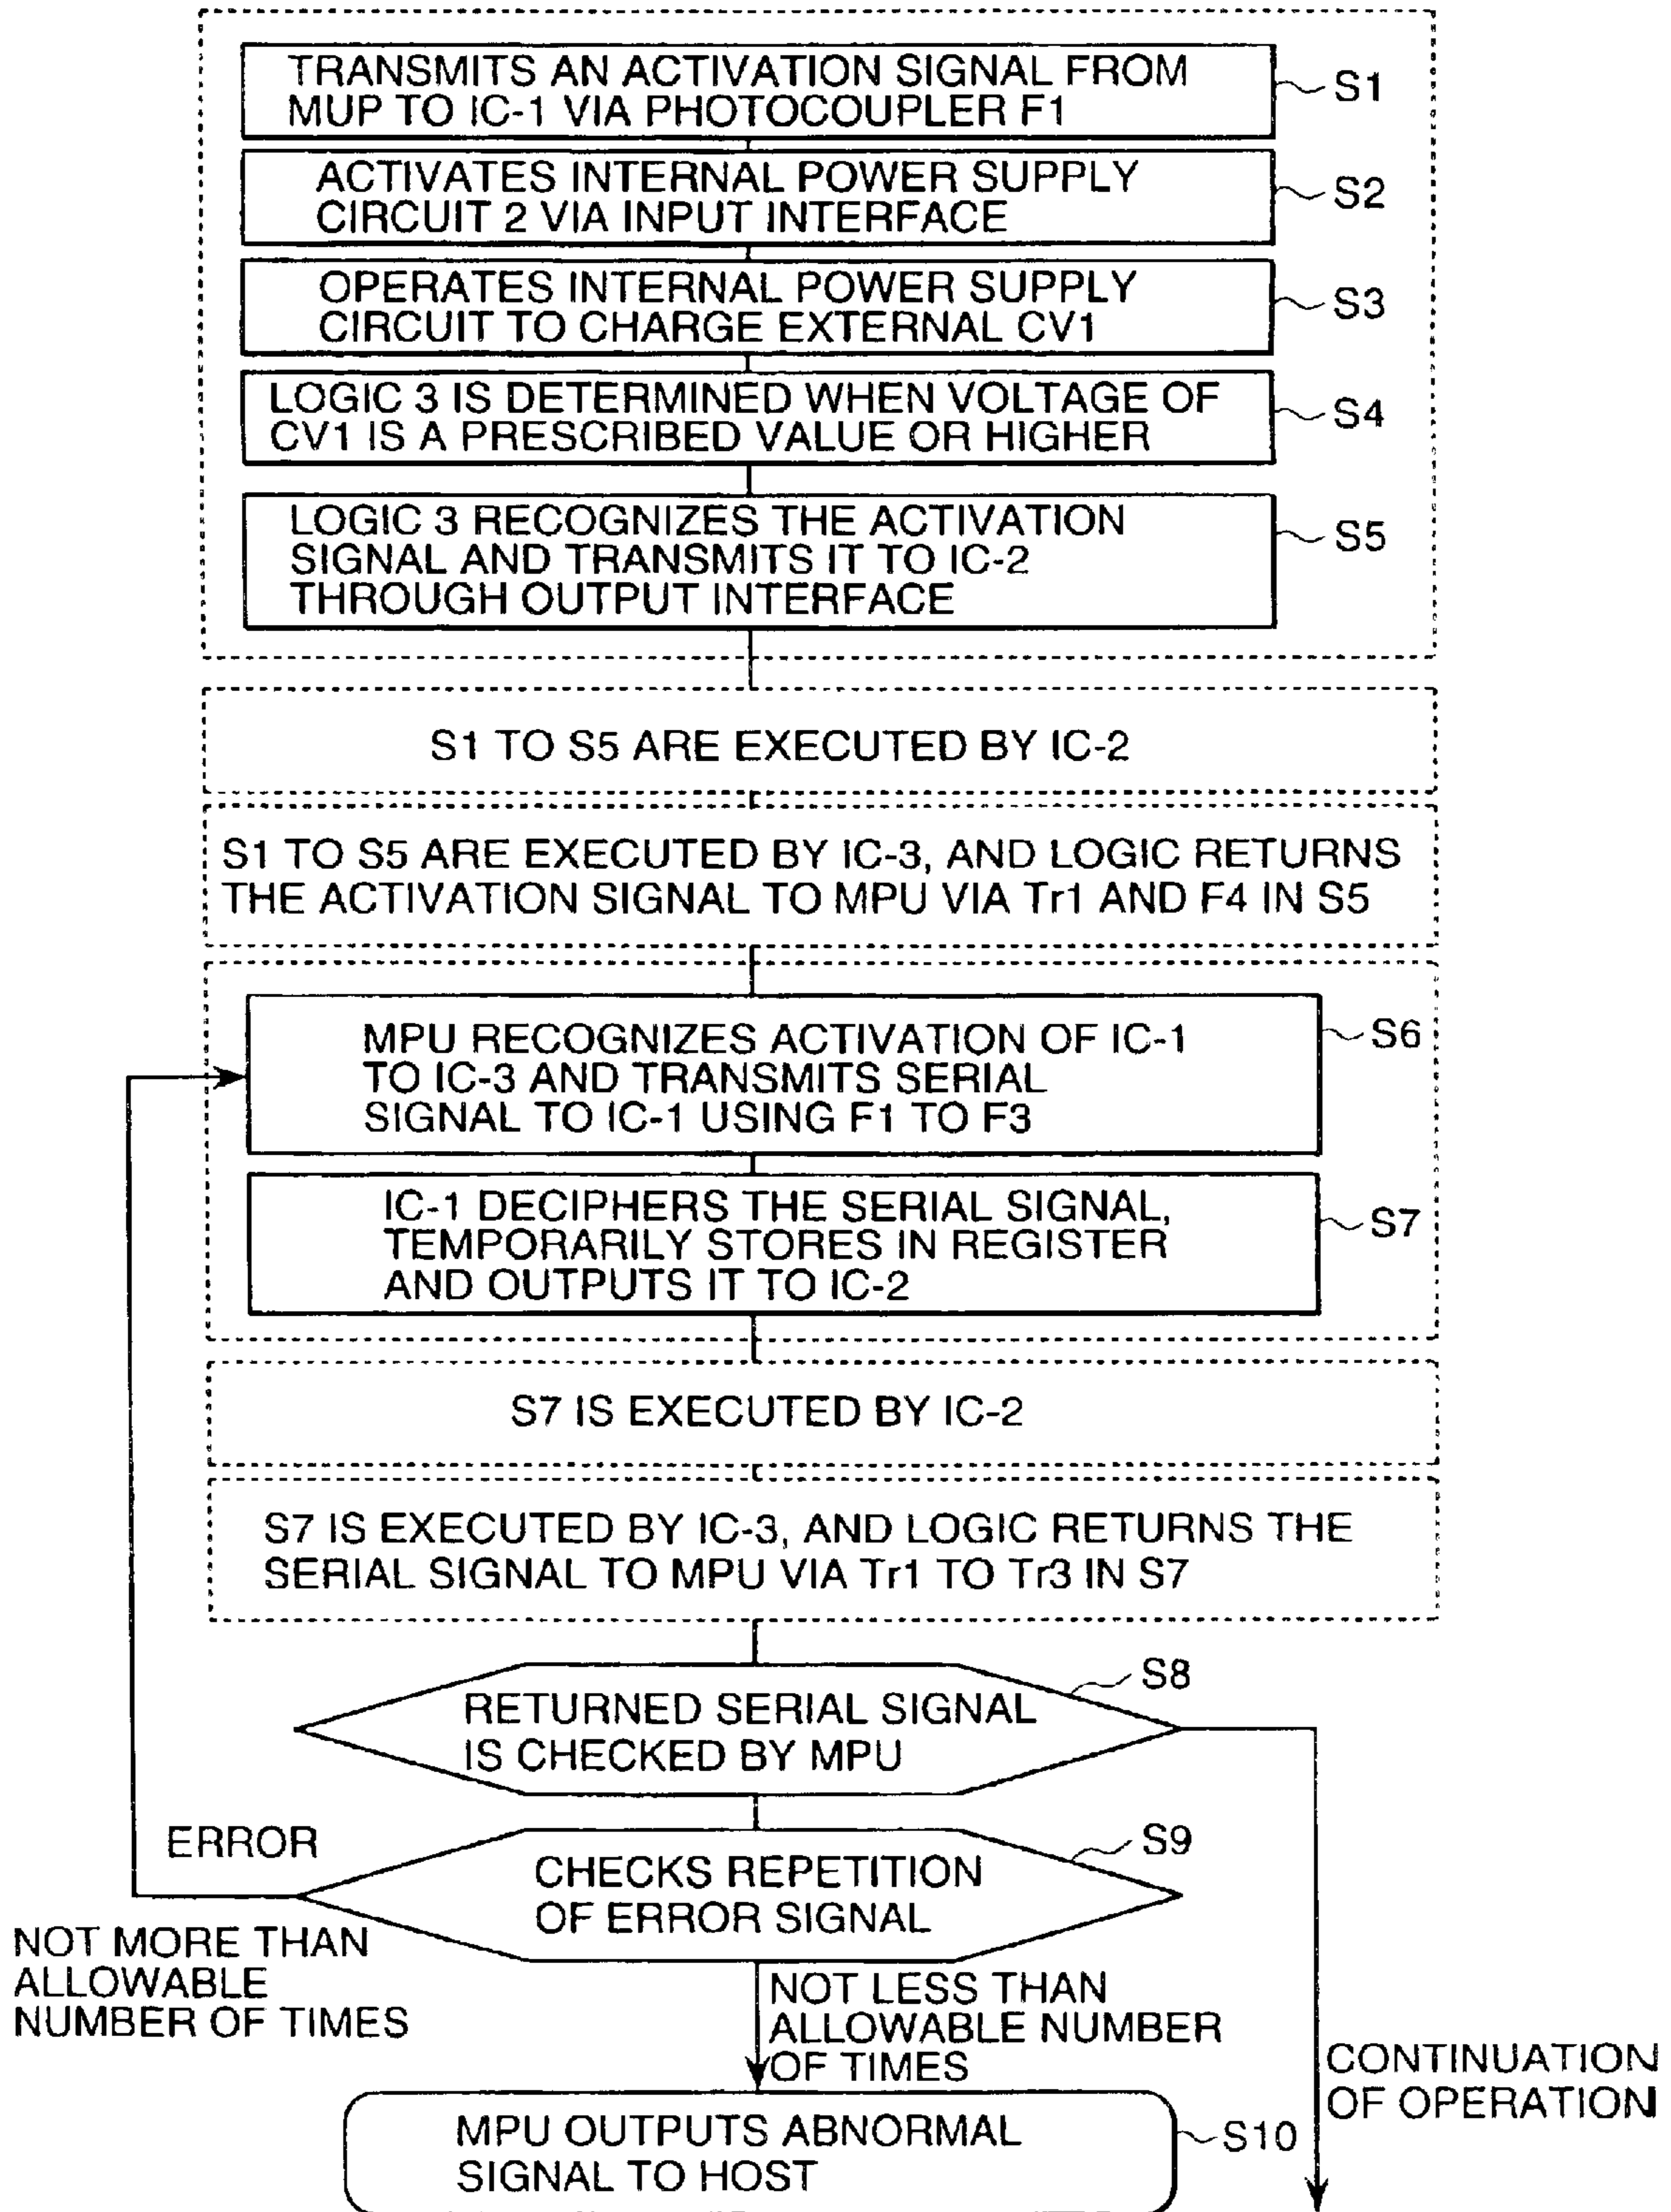 TRANSMITS AN ACTIVATION SIGNAL FROM
MUP TO IC-1 VIA PHOTOCOUPLER F1
S1
ACTIVATES INTERNAL POWER SUPPLY
CIRCUIT 2 VIA INPUT INTERFACE
S2
OPERATES INTERNAL POWER SUPPLY
CIRCUIT TO CHARGE EXTERNAL CV1
S3
LOGIC 3 IS DETERMINED WHEN VOLTAGE OF
CV1 IS A PRESCRIBED VALUE OR HIGHER
S4
LOGIC 3 RECOGNIZES THE ACTIVATION
SIGNAL AND TRANSMITS IT TO IC-2
THROUGH OUTPUT INTERFACE
S5
S1 TO S5 ARE EXECUTED BY IC-2
S1 TO S5 ARE EXECUTED BY IC-3, AND LOGIC RETURNS
THE ACTIVATION SIGNAL TO MPU VIA Tr1 AND F4 IN S5
MPU RECOGNIZES ACTIVATION OF IC-1
TO IC-3 AND TRANSMITS SERIAL
SIGNAL TO IC-1 USING F1 TO F3
S6
IC-1 DECIPHERS THE SERIAL SIGNAL,
TEMPORARILY STORES IN REGISTER
AND OUTPUTS IT TO IC-2
S7
S7 IS EXECUTED BY IC-2
S7 IS EXECUTED BY IC-3, AND LOGIC RETURNS THE
SERIAL SIGNAL TO MPU VIA Tr1 TO Tr3 IN S7
RETURNED SERIAL SIGNAL
IS CHECKED BY MPU
S8
ERROR
CHECKS REPETITION
OF ERROR SIGNAL
S9
NOT MORE THAN
ALLOWABLE
NUMBER OF TIMES
NOT LESS THAN
ALLOWABLE NUMBER
OF TIMES
CONTINUATION
OF OPERATION
MPU OUTPUTS ABNORMAL
SIGNAL TO HOST
S10